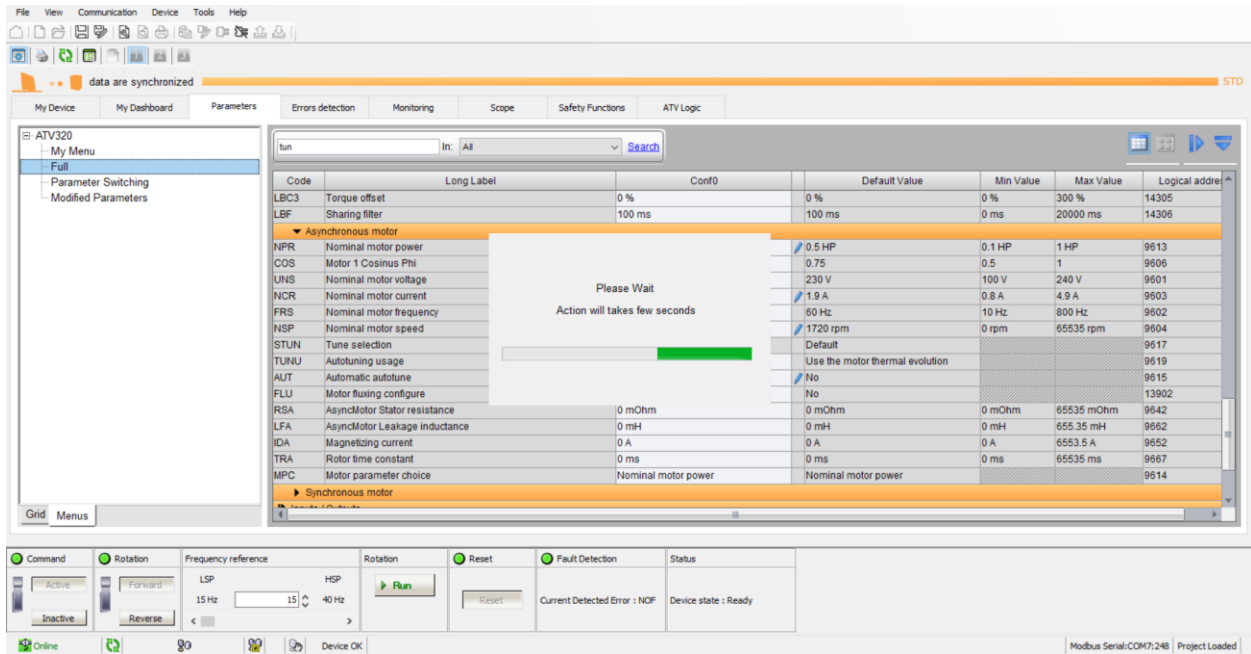 File View Communication Device Tools Help
data are synchronized
STD
My Device My Dashboard Parameters Errors detection Monitoring Scope Safety Functions ATV Logic
ATV320
My Menu
Full
Parameter Switching
Modified Parameters
Grid Menus
tun In: All Search
Code Long Label Conf0 Default Value Min Value Max Value Logical addre
LBC3 Torque offset 0 % 0 % 0 % 300 % 14305
LBF Sharing filter 100 ms 100 ms 0 ms 20000 ms 14306
Asynchronous motor
NPR Nominal motor power 0.5 HP 0.1 HP 1 HP 9613
COS Motor 1 Cosinus Phi 0.75 0.5 1 9606
UNS Nominal motor voltage 230 V 100 V 240 V 9601
NCR Nominal motor current 1.9 A 0.8 A 4.9 A 9603
FRS Nominal motor frequency 60 Hz 10 Hz 800 Hz 9602
NSP Nominal motor speed 1720 rpm 0 rpm 65535 rpm 9604
STUN Tune selection Default 9617
TUNU Autotuning usage Use the motor thermal evolution 9619
AUT Automatic autotune No 9615
FLU Motor fluxing configure No 13902
RSA AsyncMotor Stator resistance 0 mOhm 0 mOhm 0 mOhm 65535 mOhm 9642
LFA AsyncMotor Leakage inductance 0 mH 0 mH 0 mH 655.35 mH 9662
IDA Magnetizing current 0 A 0 A 0 A 6553.5 A 9652
TRA Rotor time constant 0 ms 0 ms 0 ms 65535 ms 9667
MPC Motor parameter choice Nominal motor power Nominal motor power 9614
Synchronous motor
Please Wait
Action will takes few seconds
Command Rotation Frequency reference Rotation Reset Fault Detection Status
Active Forward LSP HSP Run
15 Hz 15 40 Hz Reset Current Detected Error : NOF Device state : Ready
Inactive Reverse
Online Device OK Modbus Serial:COM7:248 Project Loaded